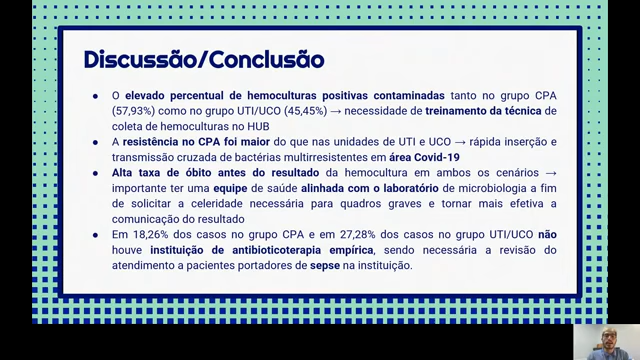 Discussão/Conclusão
● O elevado percentual de hemoculturas positivas contaminadas tanto no grupo CPA
(57,93%) como no grupo UTI/UCO (45,45%) → necessidade de treinamento da técnica de
coleta de hemoculturas no HUB
● A resistência no CPA foi maior do que nas unidades de UTI e UCO → rápida inserção e
transmissão cruzada de bactérias multirresistentes em área Covid-19
● Alta taxa de óbito antes do resultado da hemocultura em ambos os cenários →
importante ter uma equipe de saúde alinhada com o laboratório de microbiologia a fim
de solicitar a celeridade necessária para quadros graves e tornar mais efetiva a
comunicação do resultado
● Em 18,26% dos casos no grupo CPA e em 27,28% dos casos no grupo UTI/UCO não
houve instituição de antibioticoterapia empírica, sendo necessária a revisão do
atendimento a pacientes portadores de sepse na instituição.